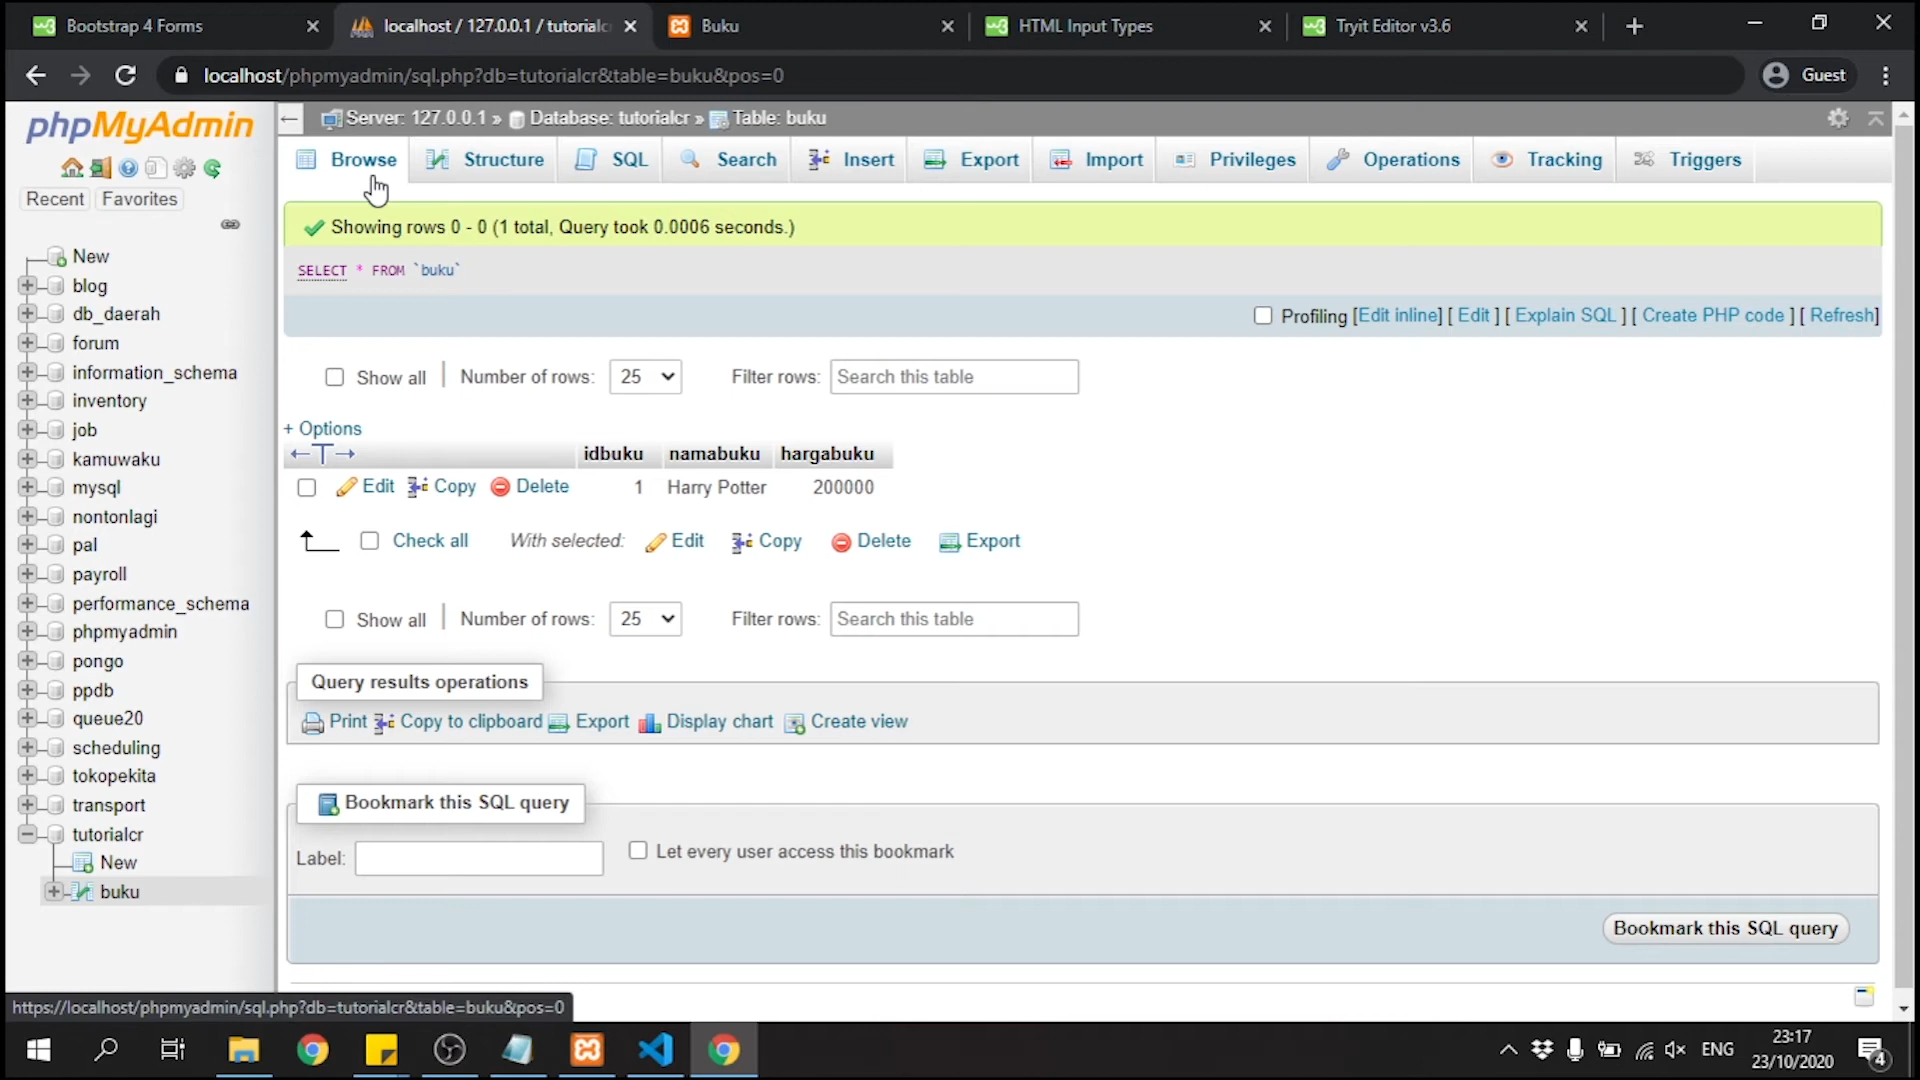 Bootstrap 4 Forms
localhost / 127.0.0.1 / tutorialcr
Buku
HTML Input Types
Tryit Editor v3.6
localhost/phpmyadmin/sql.php?db=tutorialcr&table=buku&pos=0
Guest
phpMyAdmin
Recent Favorites
New
blog
db_daerah
forum
information_schema
inventory
job
kamuwaku
mysql
nontonlagi
pal
payroll
performance_schema
phpmyadmin
pongo
ppdb
queue20
scheduling
tokopekita
transport
tutorialcr
New
buku
Server: 127.0.0.1 » Database: tutorialcr » Table: buku
Browse Structure SQL Search Insert Export Import Privileges Operations Tracking Triggers
Showing rows 0 - 0 (1 total, Query took 0.0006 seconds.)
SELECT * FROM `buku`
Profiling [Edit inline] [ Edit ] [ Explain SQL ] [ Create PHP code ] [ Refresh]
Show all | Number of rows: 25 Filter rows: Search this table
+ Options
←T→ idbuku namabuku hargabuku
Edit Copy Delete 1 Harry Potter 200000
Check all With selected: Edit Copy Delete Export
Show all | Number of rows: 25 Filter rows: Search this table
Query results operations
Print Copy to clipboard Export Display chart Create view
Bookmark this SQL query
Label: Let every user access this bookmark
Bookmark this SQL query
https://localhost/phpmyadmin/sql.php?db=tutorialcr&table=buku&pos=0
ENG
23:17
23/10/2020
4